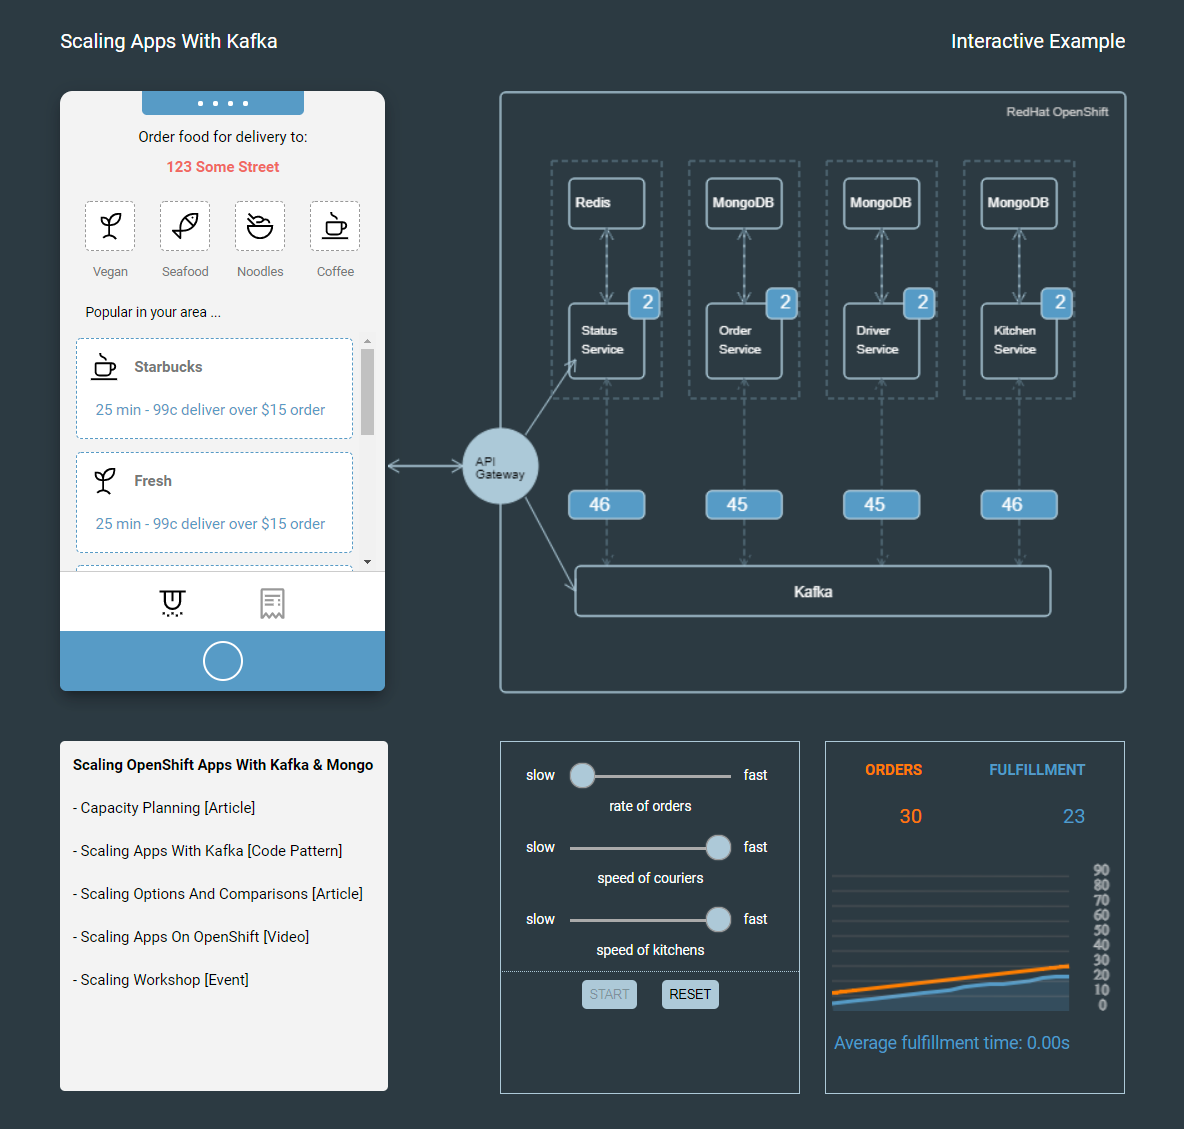 Scaling Apps With Kafka
Interactive Example
Order food for delivery to:
123 Some Street
Vegan
Seafood
Noodles
Coffee
Popular in your area ...
Starbucks
25 min - 99c deliver over $15 order
Fresh
25 min - 99c deliver over $15 order
RedHat OpenShift
Redis
MongoDB
MongoDB
MongoDB
2
2
2
2
Status
Service
Order
Service
Driver
Service
Kitchen
Service
API
Gateway
46
45
45
46
Kafka
Scaling OpenShift Apps With Kafka & Mongo
- Capacity Planning [Article]
- Scaling Apps With Kafka [Code Pattern]
- Scaling Options And Comparisons [Article]
- Scaling Apps On OpenShift [Video]
- Scaling Workshop [Event]
slow
fast
rate of orders
slow
fast
speed of couriers
slow
fast
speed of kitchens
START
RESET
ORDERS
FULFILLMENT
30
23
90
80
70
60
50
40
30
20
10
0
Average fulfillment time: 0.00s